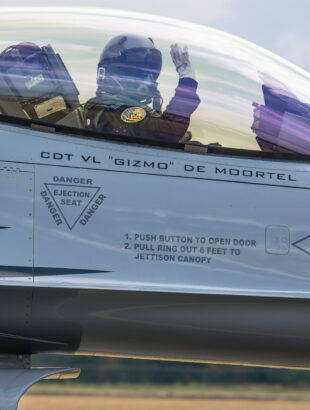 CDT VL "GIZMO" DE MOORTEL
DANGER
EJECTION
SEAT
DANGER
DANGER
1. PUSH BUTTON TO OPEN DOOR
2. PULL RING OUT 6 FEET TO
JETTISON CANOPY